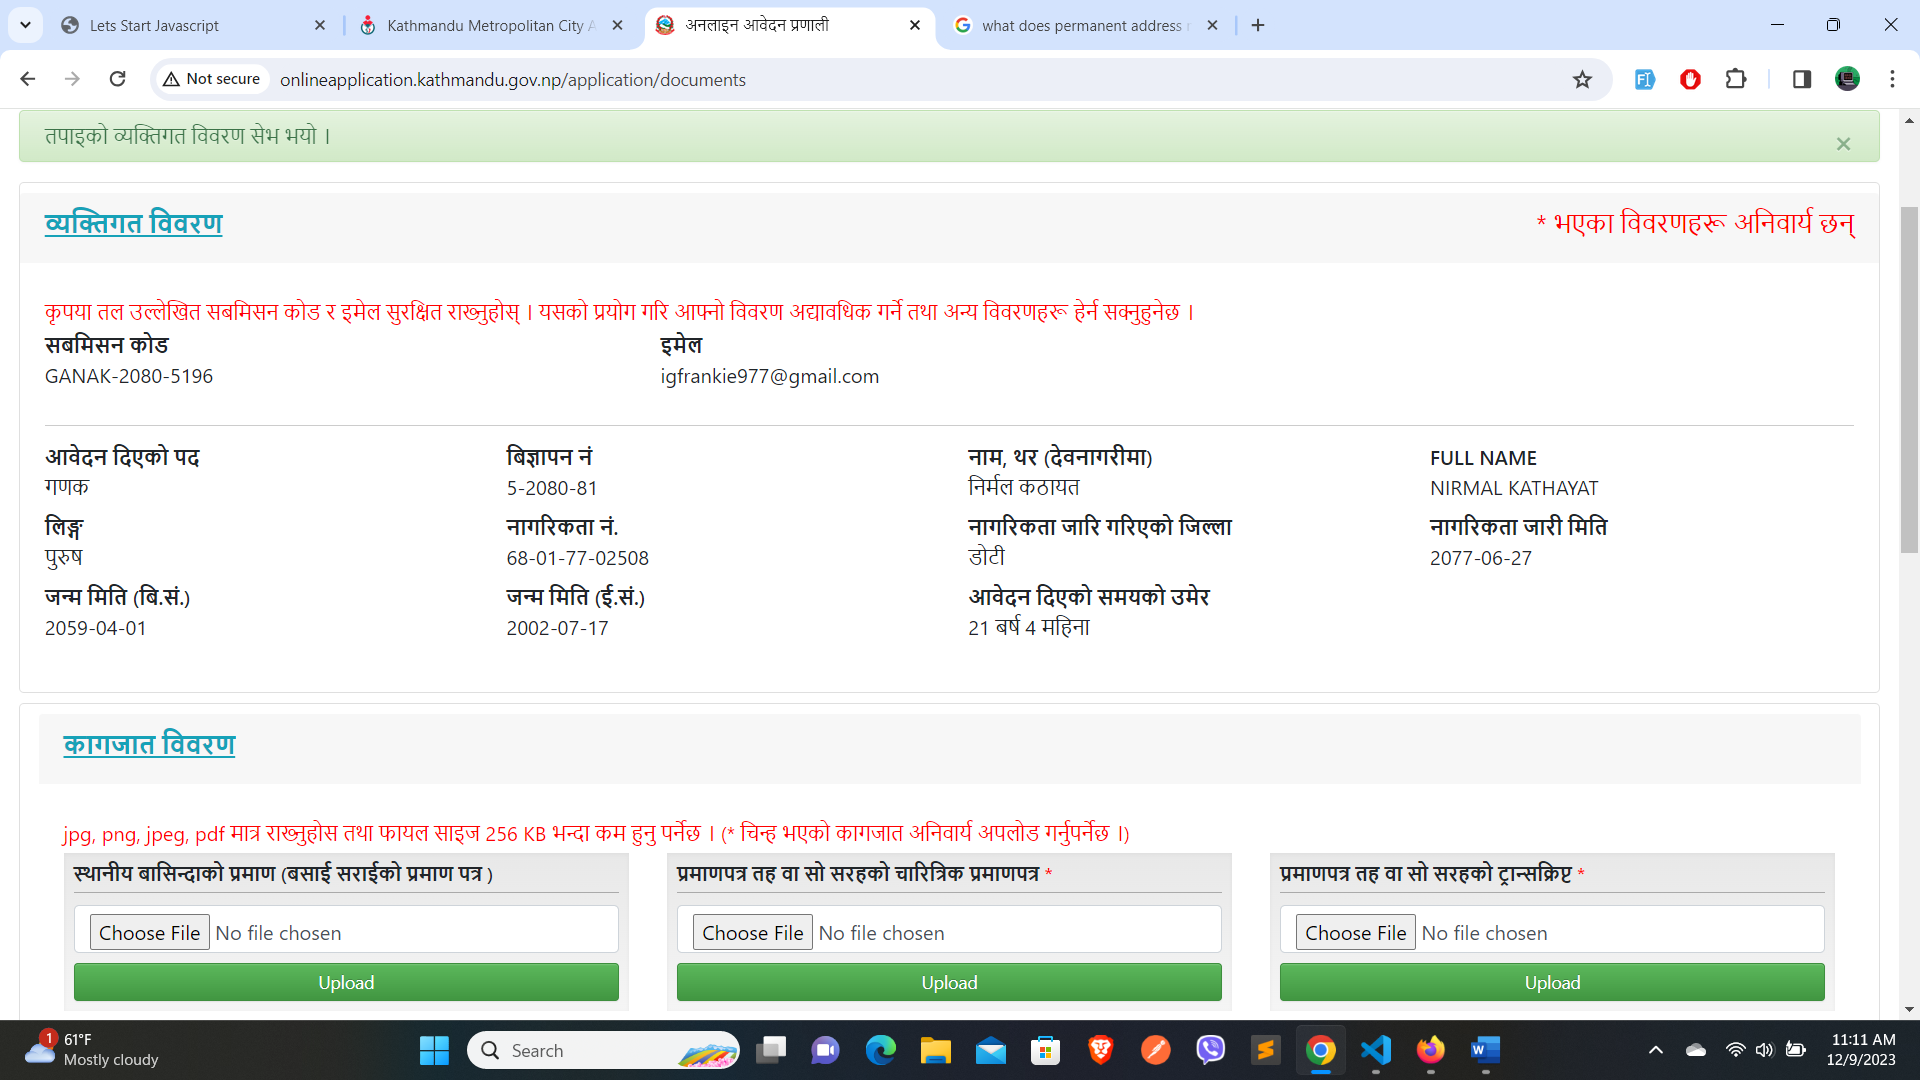 Lets Start Javascript
Kathmandu Metropolitan City
अनलाइन आवेदन प्रणाली
what does permanent address
Not secure
onlineapplication.kathmandu.gov.np/application/documents
तपाइको व्यक्तिगत विवरण सेभ भयो ।
×
व्यक्तिगत विवरण
* भएका विवरणहरू अनिवार्य छन्
कृपया तल उल्लेखित सबमिसन कोड र इमेल सुरक्षित राख्नुहोस् । यसको प्रयोग गरि आफ्नो विवरण अद्यावधिक गर्ने तथा अन्य विवरणहरू हेर्न सक्नुहुनेछ ।
सबमिसन कोड
इमेल
GANAK-2080-5196
igfrankie977@gmail.com
आवेदन दिएको पद
बिज्ञापन नं
नाम, थर (देवनागरीमा)
FULL NAME
गणक
5-2080-81
निर्मल कठायत
NIRMAL KATHAYAT
लिङ्ग
नागरिकता नं.
नागरिकता जारि गरिएको जिल्ला
नागरिकता जारी मिति
पुरुष
68-01-77-02508
डोटी
2077-06-27
जन्म मिति (बि.सं.)
जन्म मिति (ई.सं.)
आवेदन दिएको समयको उमेर
2059-04-01
2002-07-17
21 बर्ष 4 महिना
कागजात विवरण
jpg, png, jpeg, pdf मात्र राख्नुहोस तथा फायल साइज 256 KB भन्दा कम हुनु पर्नेछ । (* चिन्ह भएको कागजात अनिवार्य अपलोड गर्नुपर्नेछ ।)
स्थानीय बासिन्दाको प्रमाण (बसाई सराईको प्रमाण पत्र )
प्रमाणपत्र तह वा सो सरहको चारित्रिक प्रमाणपत्र *
प्रमाणपत्र तह वा सो सरहको ट्रान्सक्रिप्ट *
Choose File No file chosen
Choose File No file chosen
Choose File No file chosen
Upload
Upload
Upload
1
61°F
Mostly cloudy
Search
11:11 AM
12/9/2023